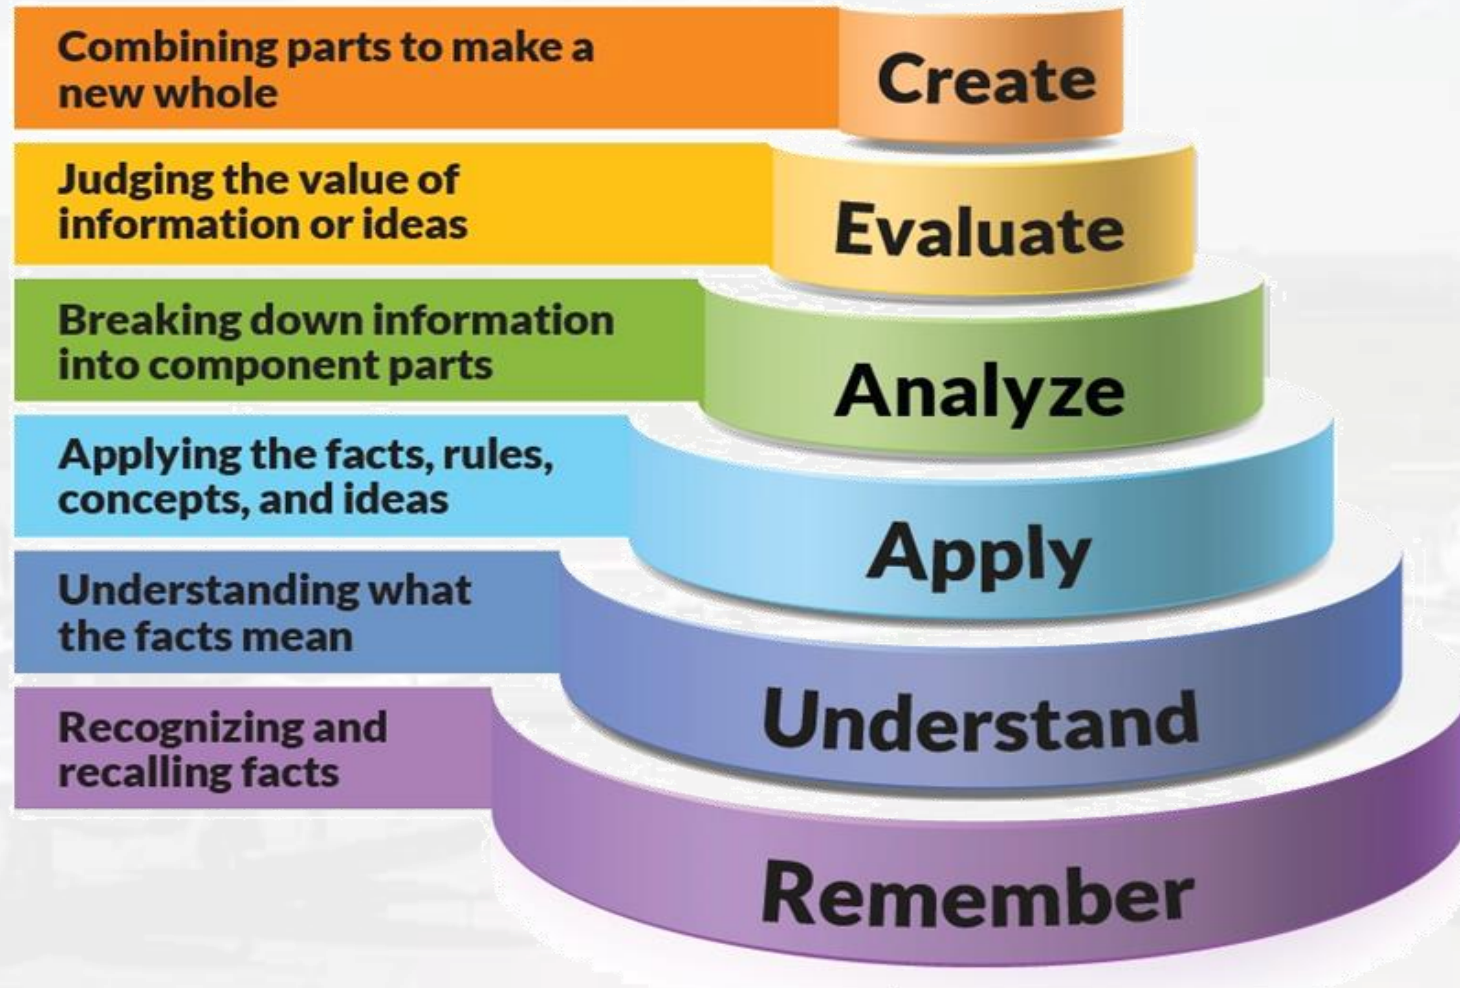 Combining parts to make a
new whole
Create
Judging the value of
information or ideas
Evaluate
Breaking down information
into component parts
Analyze
Applying the facts, rules,
concepts, and ideas
Apply
Understanding what
the facts mean
Understand
Recognizing and
recalling facts
Remember